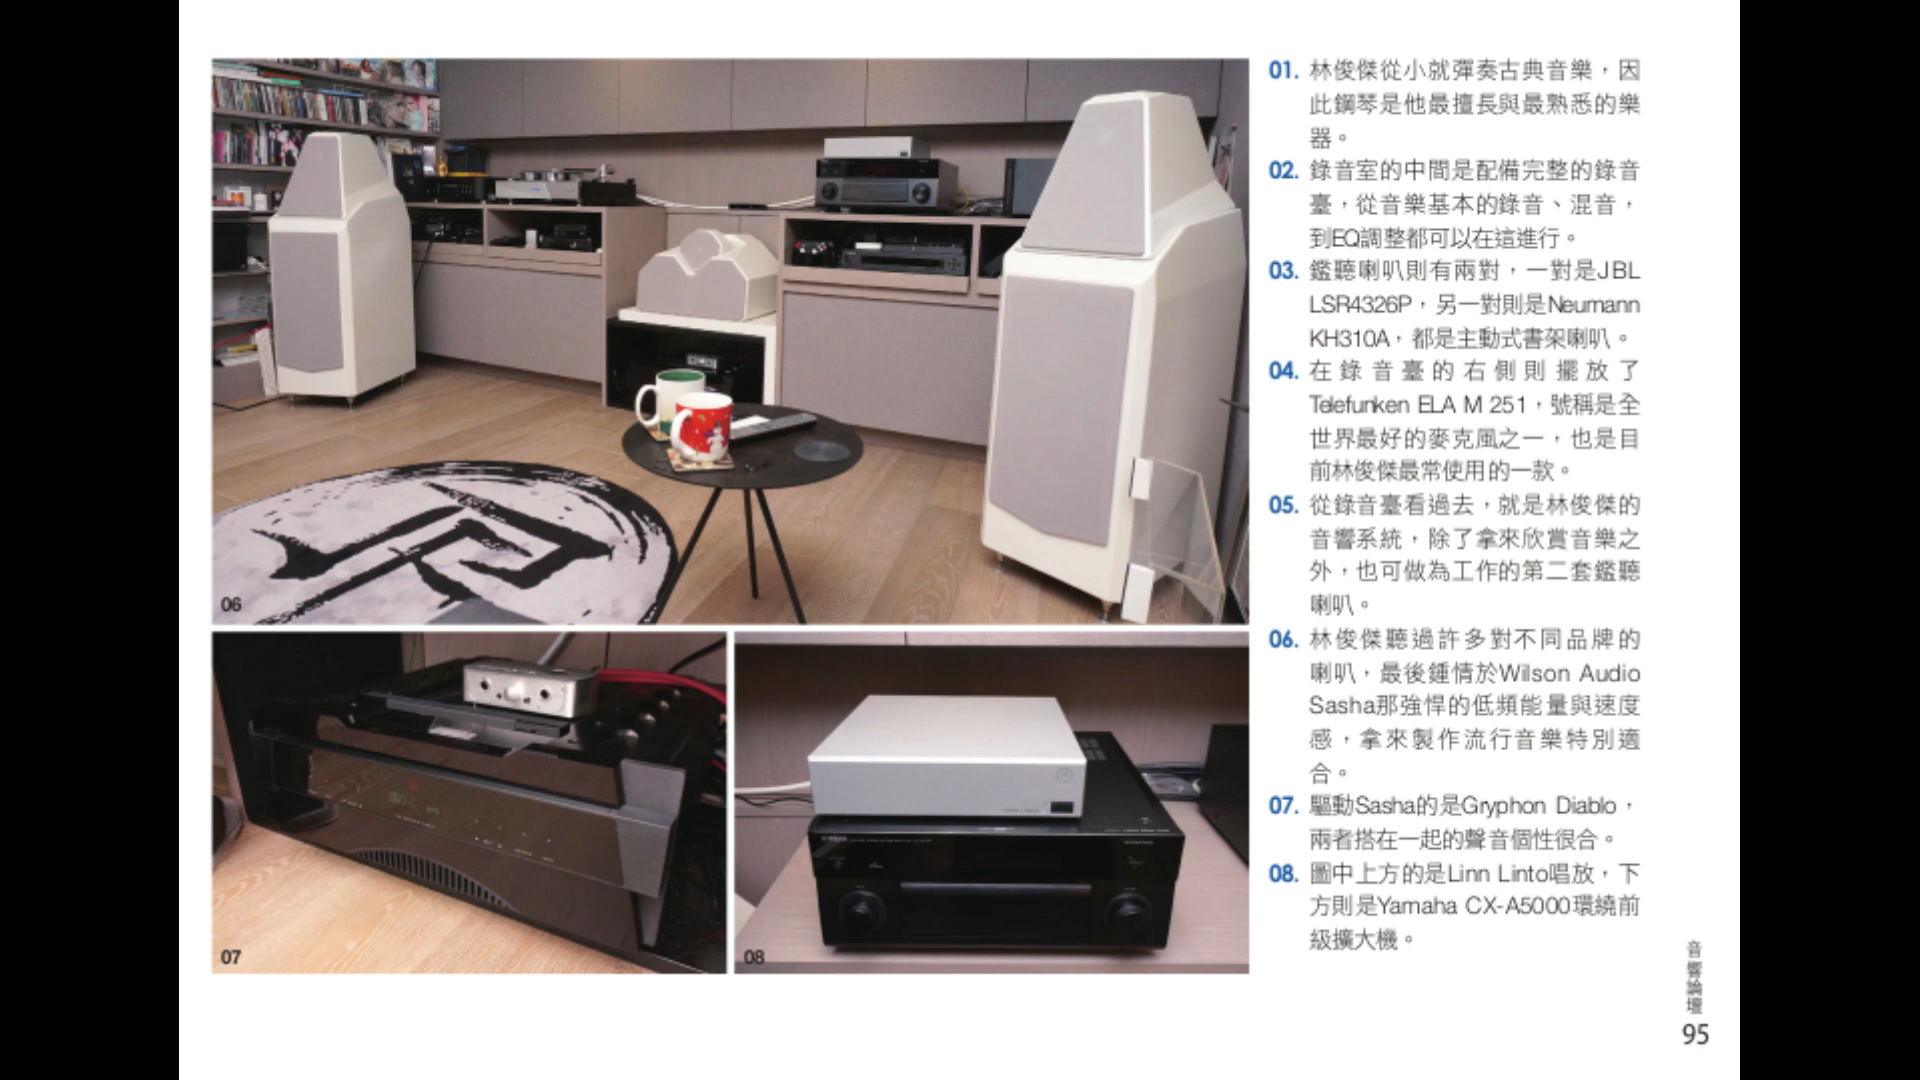 01. 林俊傑從小就彈奏古典音樂，因
此鋼琴是他最擅長與最熟悉的樂
器。
02. 錄音室的中間是配備完整的錄音
臺，從音樂基本的錄音、混音，
到EQ調整都可以在這進行。
03. 鑑聽喇叭則有兩對，一對是JBL
LSR4326P，另一對則是Neumann
KH310A，都是主動式書架喇叭。
04. 在錄音臺的右側則擺放了
Telefunken ELA M 251，號稱是全
世界最好的麥克風之一，也是目
前林俊傑最常使用的一款。
05. 從錄音臺看過去，就是林俊傑的
音響系統，除了拿來欣賞音樂之
外，也可做為工作的第二套鑑聽
喇叭。
06. 林俊傑聽過許多對不同品牌的
喇叭，最後鍾情於Wilson Audio
Sasha那強悍的低頻能量與速度
感，拿來製作流行音樂特別適
合。
07. 驅動Sasha的是Gryphon Diablo，
兩者搭在一起的聲音個性很合。
08. 圖中上方的是Linn Linto唱放，下
方則是Yamaha CX-A5000環繞前
級擴大機。
06
07
08
音響論壇
95